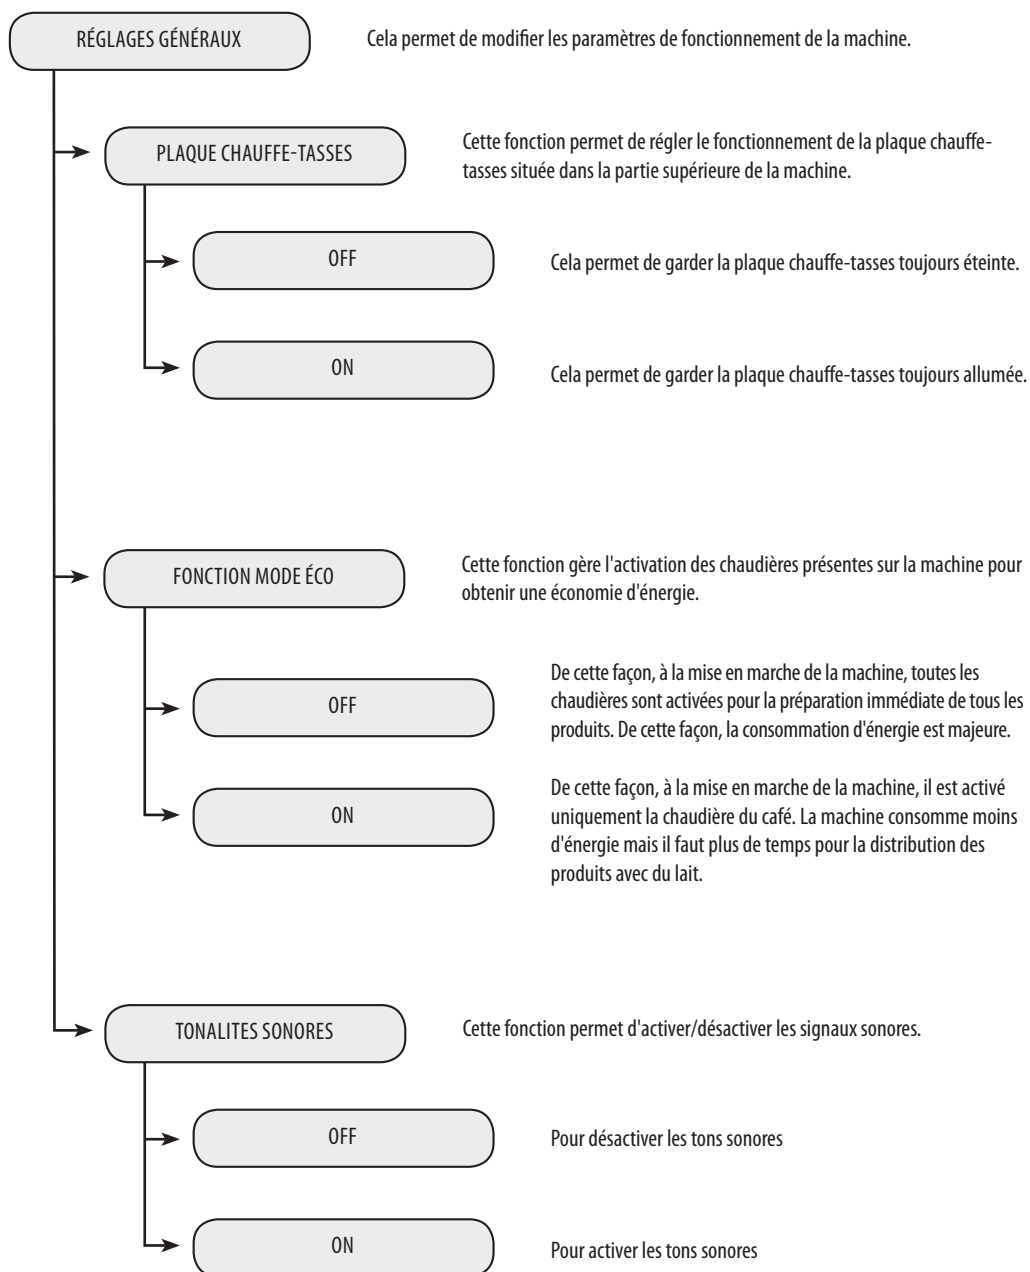 RÉGLAGES GÉNÉRAUX
Cela permet de modifier les paramètres de fonctionnement de la machine.
PLAQUE CHAUFFE-TASSES
Cette fonction permet de régler le fonctionnement de la plaque chauffe-
tasses située dans la partie supérieure de la machine.
OFF
Cela permet de garder la plaque chauffe-tasses toujours éteinte.
ON
Cela permet de garder la plaque chauffe-tasses toujours allumée.
FONCTION MODE ÉCO
Cette fonction gère l'activation des chaudières présentes sur la machine pour
obtenir une économie d'énergie.
OFF
De cette façon, à la mise en marche de la machine, toutes les
chaudières sont activées pour la préparation immédiate de tous les
produits. De cette façon, la consommation d'énergie est majeure.
ON
De cette façon, à la mise en marche de la machine, il est activé
uniquement la chaudière du café. La machine consomme moins
d'énergie mais il faut plus de temps pour la distribution des
produits avec du lait.
TONALITES SONORES
Cette fonction permet d'activer/désactiver les signaux sonores.
OFF
Pour désactiver les tons sonores
ON
Pour activer les tons sonores